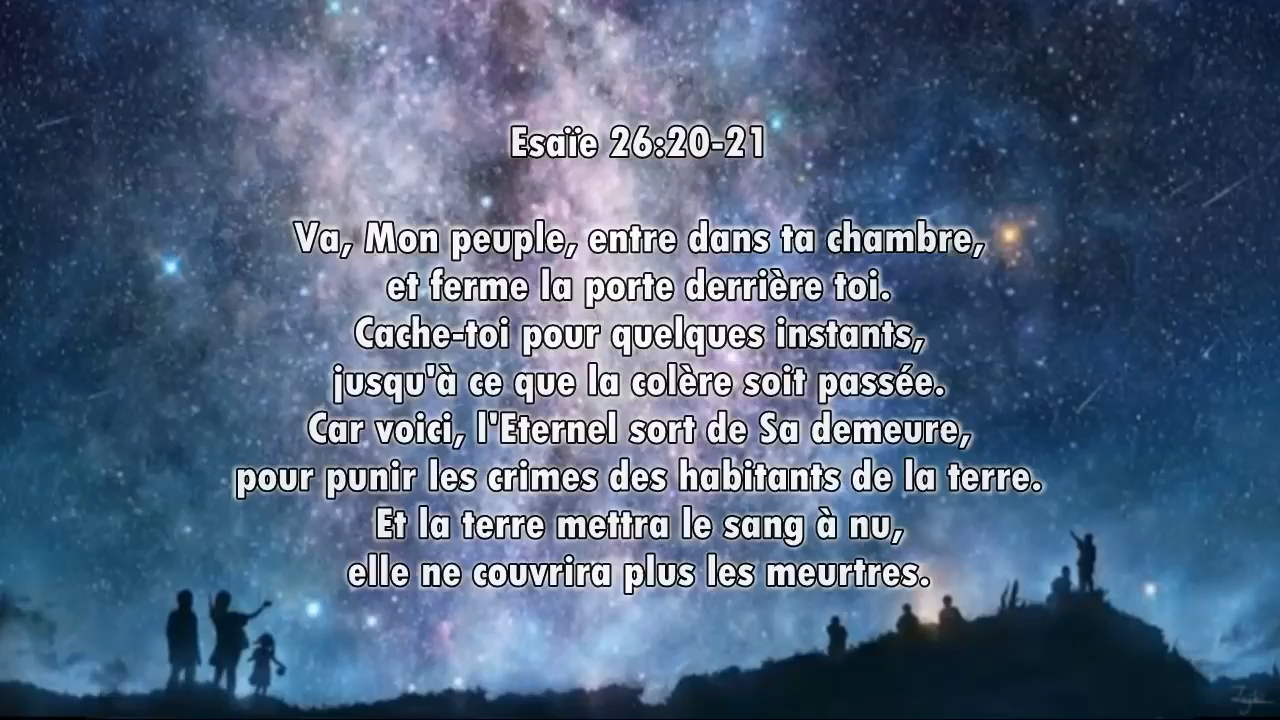 Esaïe 26:20-21
Va, Mon peuple, entre dans ta chambre,
et ferme la porte derrière toi.
Cache-toi pour quelques instants,
jusqu'à ce que la colère soit passée.
Car voici, l'Eternel sort de Sa demeure,
pour punir les crimes des habitants de la terre.
Et la terre mettra le sang à nu,
elle ne couvrira plus les meurtres.